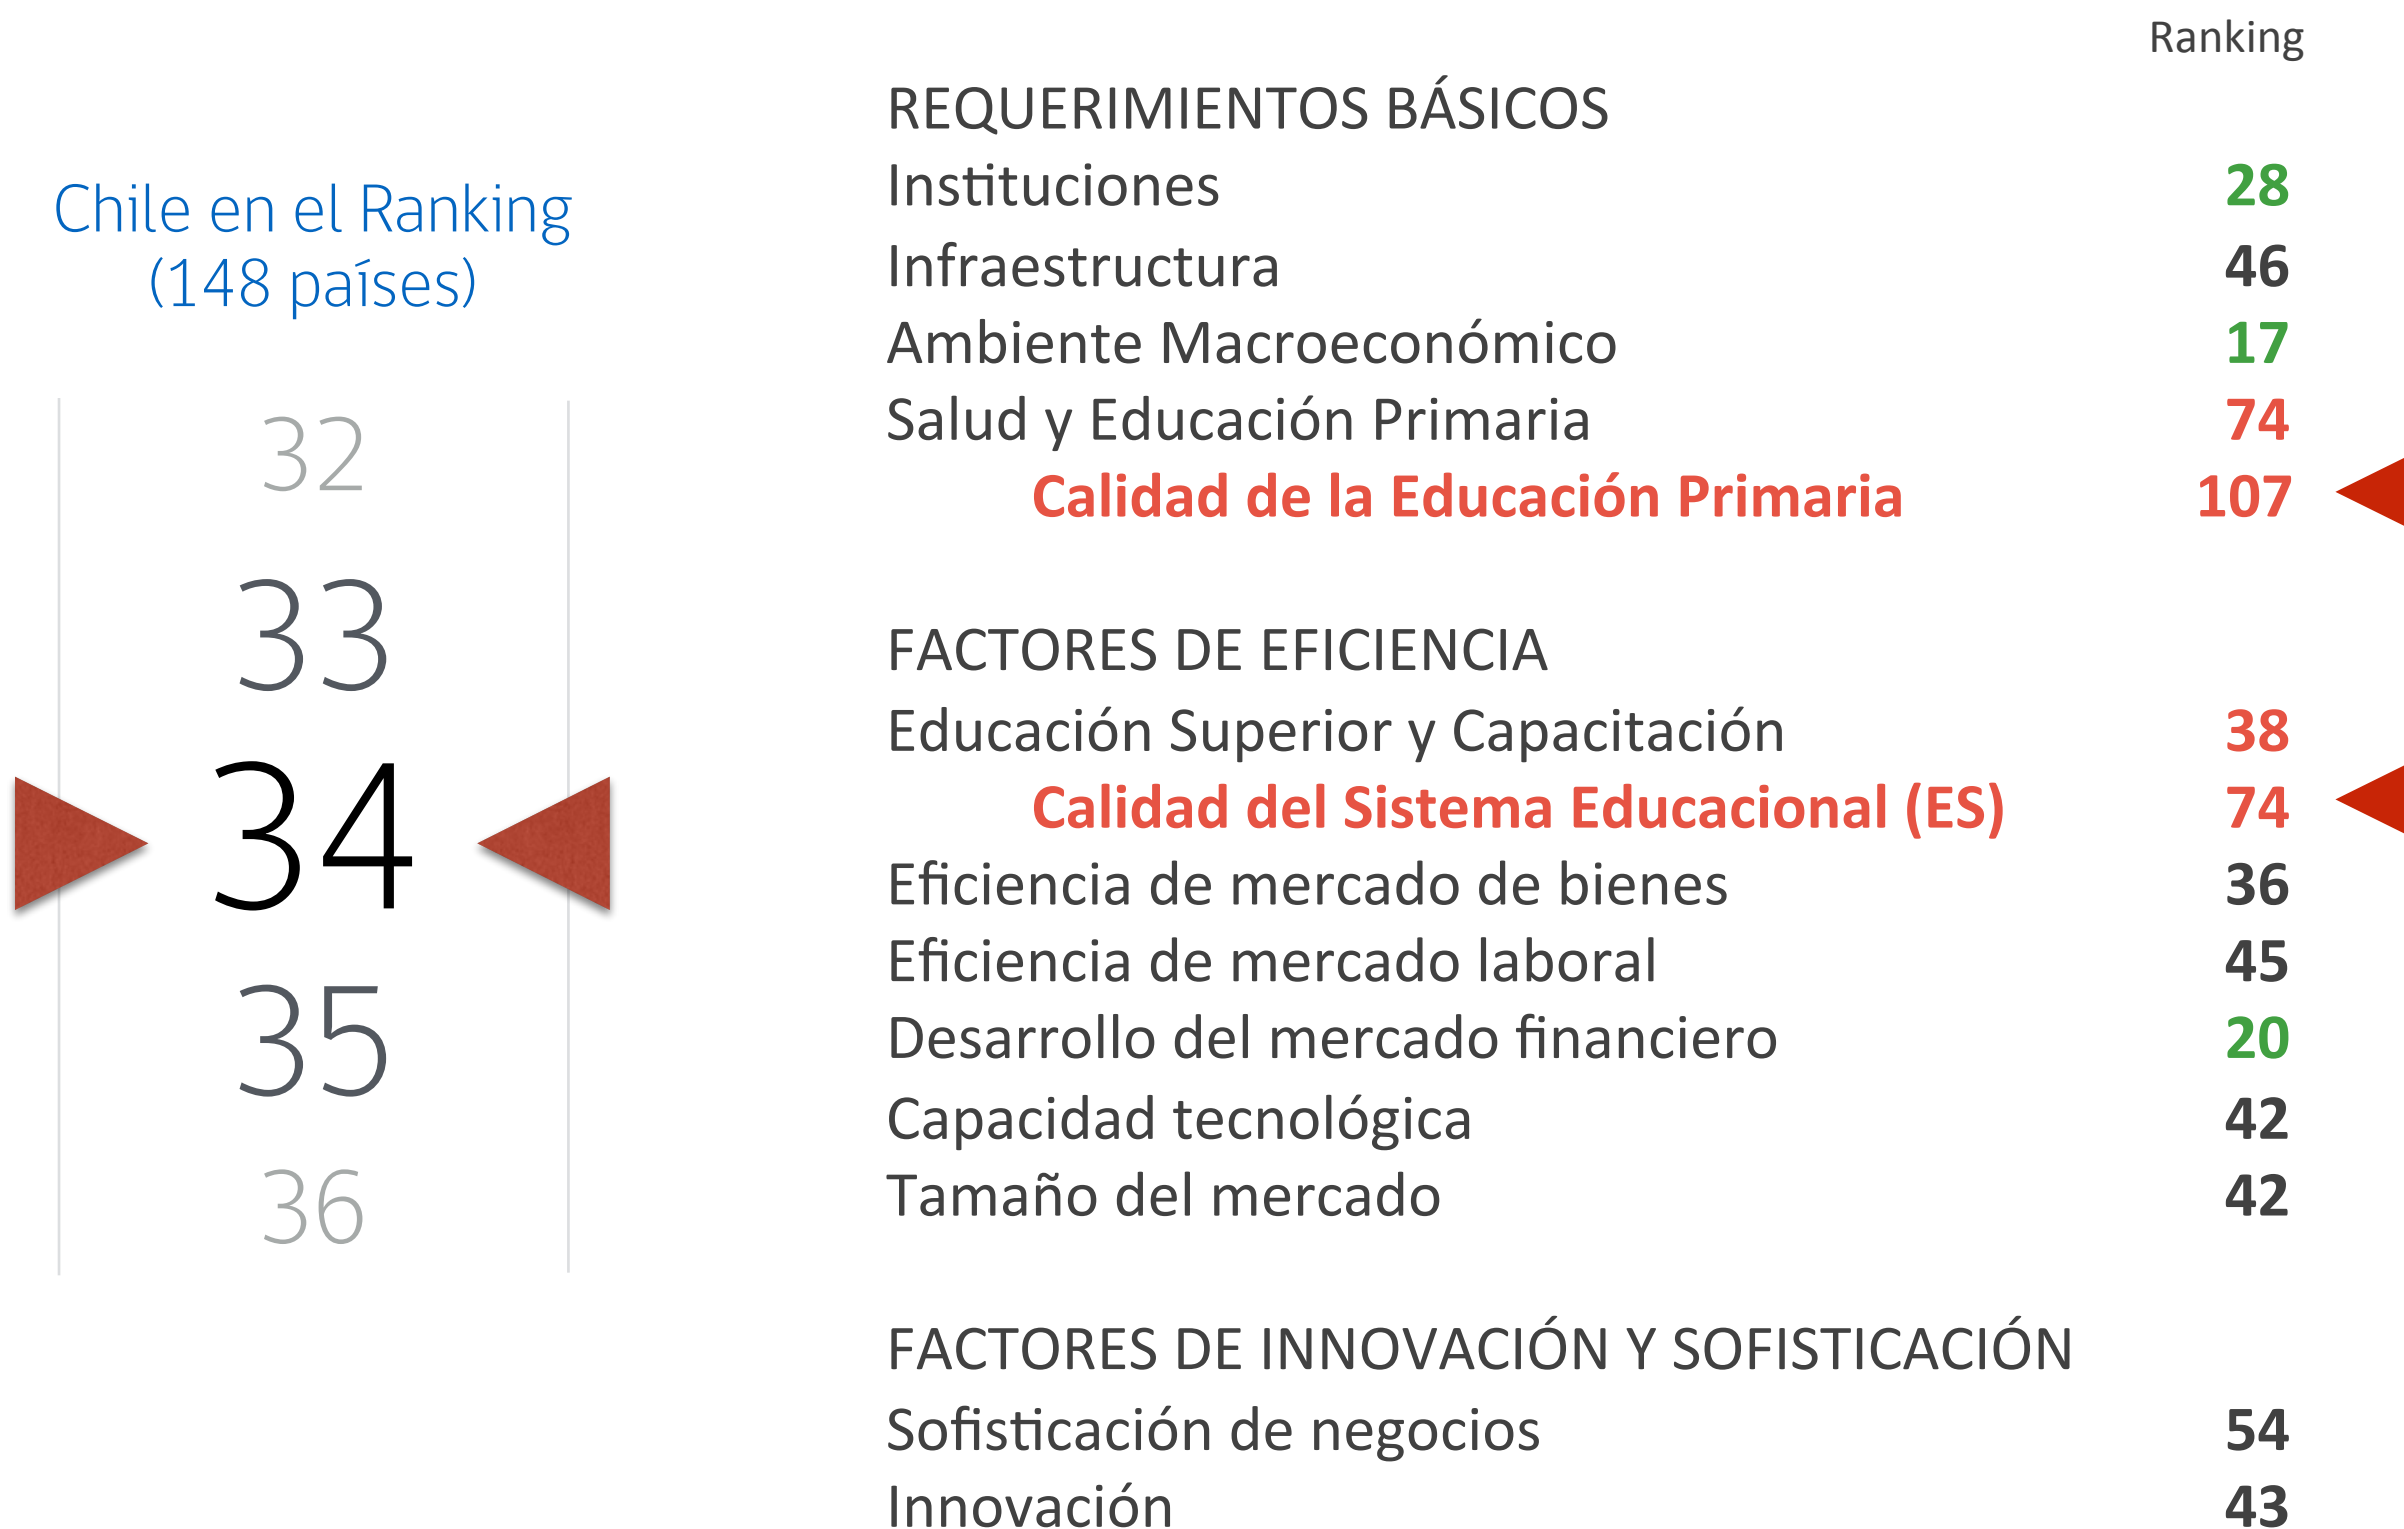 Chile en el Ranking
(148 países)
32
33
34
35
36
Ranking
REQUERIMIENTOS BÁSICOS
Instituciones 28
Infraestructura 46
Ambiente Macroeconómico 17
Salud y Educación Primaria 74
Calidad de la Educación Primaria 107
FACTORES DE EFICIENCIA
Educación Superior y Capacitación 38
Calidad del Sistema Educacional (ES) 74
Eficiencia de mercado de bienes 36
Eficiencia de mercado laboral 45
Desarrollo del mercado financiero 20
Capacidad tecnológica 42
Tamaño del mercado 42
FACTORES DE INNOVACIÓN Y SOFISTICACIÓN
Sofisticación de negocios 54
Innovación 43